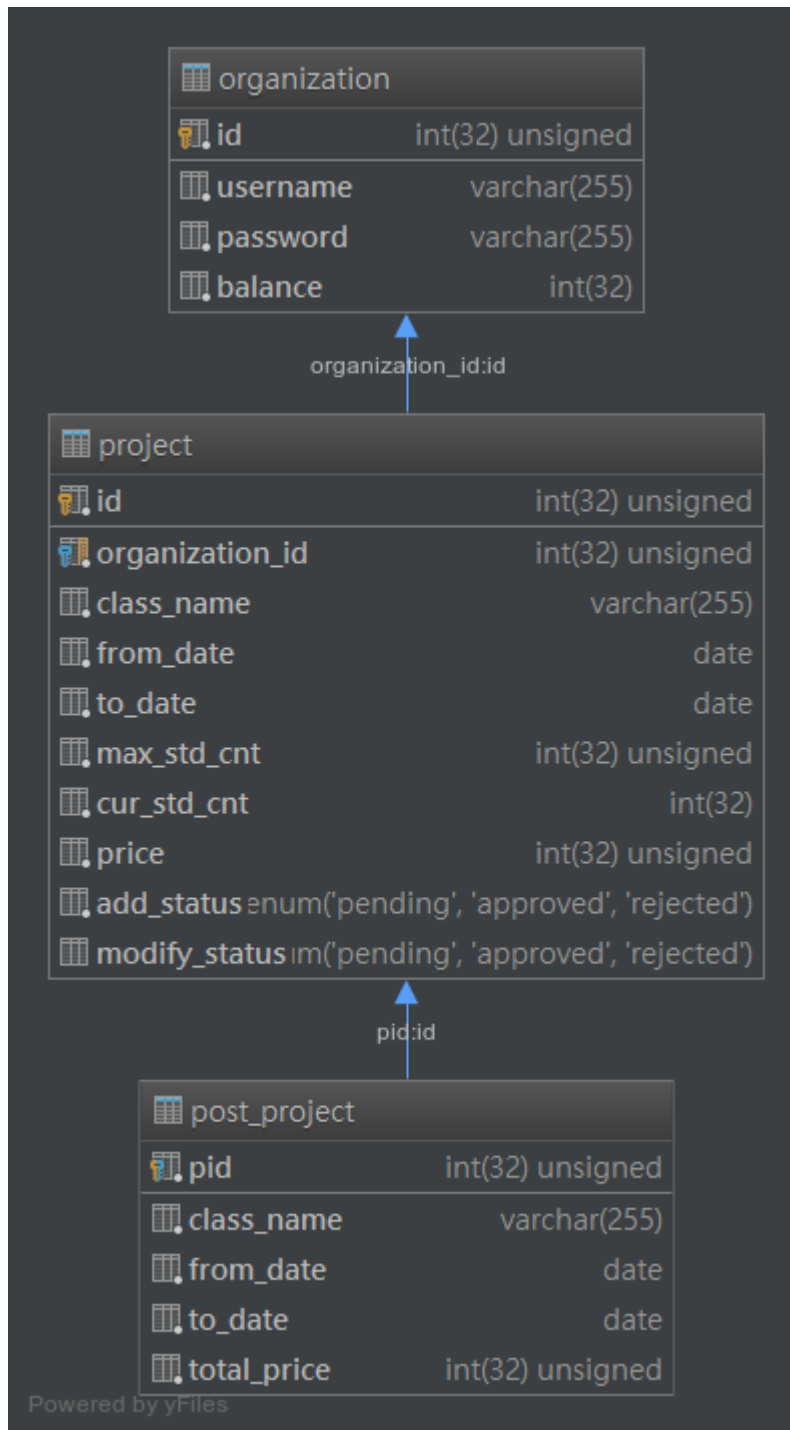 organization
id int(32) unsigned
username varchar(255)
password varchar(255)
balance int(32)
organization_id:id
project
id int(32) unsigned
organization_id int(32) unsigned
class_name varchar(255)
from_date date
to_date date
max_std_cnt int(32) unsigned
cur_std_cnt int(32)
price int(32) unsigned
add_status enum('pending', 'approved', 'rejected')
modify_status ım('pending', 'approved', 'rejected')
pid:id
post_project
pid int(32) unsigned
class_name varchar(255)
from_date date
to_date date
total_price int(32) unsigned
Powered by yFiles